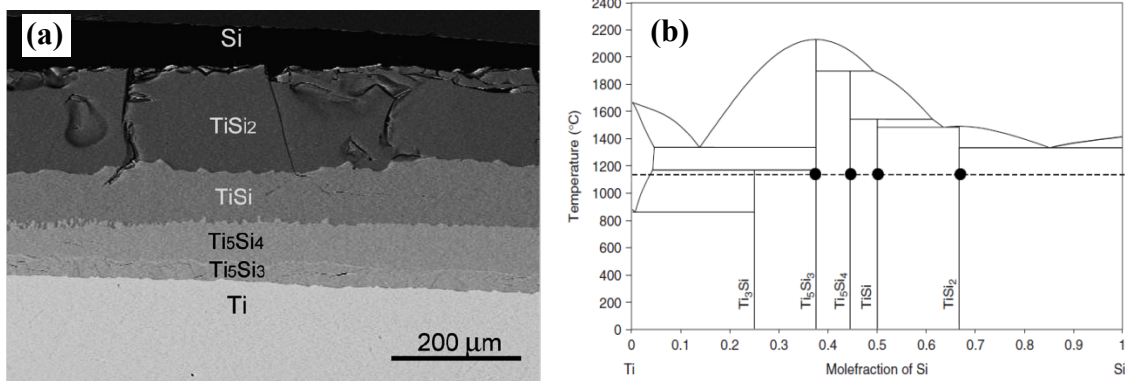 (a)
Si
TiSi₂
TiSi
Ti₅Si₄
Ti₅Si₃
Ti
200 µm
(b)
2400
2200
2000
1800
1600
1400
1200
1000
800
600
400
200
0
Temperature (°C)
Ti₃Si
Ti₅Si₃
Ti₅Si₄
TiSi
TiSi₂
0 0.1 0.2 0.3 0.4 0.5 0.6 0.7 0.8 0.9 1
Ti Molefraction of Si Si